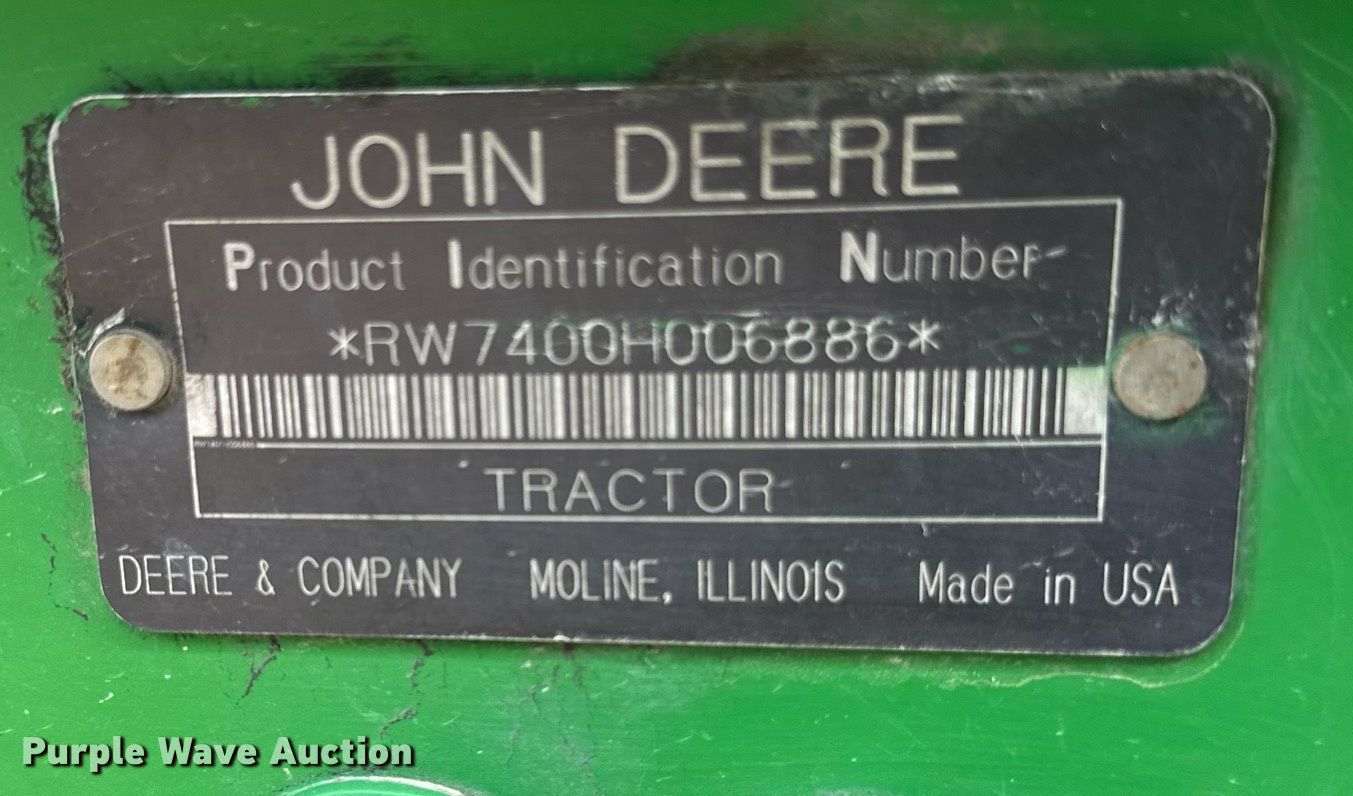 JOHN DEERE
Product Identification Number
*RW7400H006886*
TRACTOR
DEERE & COMPANY MOLINE, ILLINOIS Made in USA
Purple Wave Auction